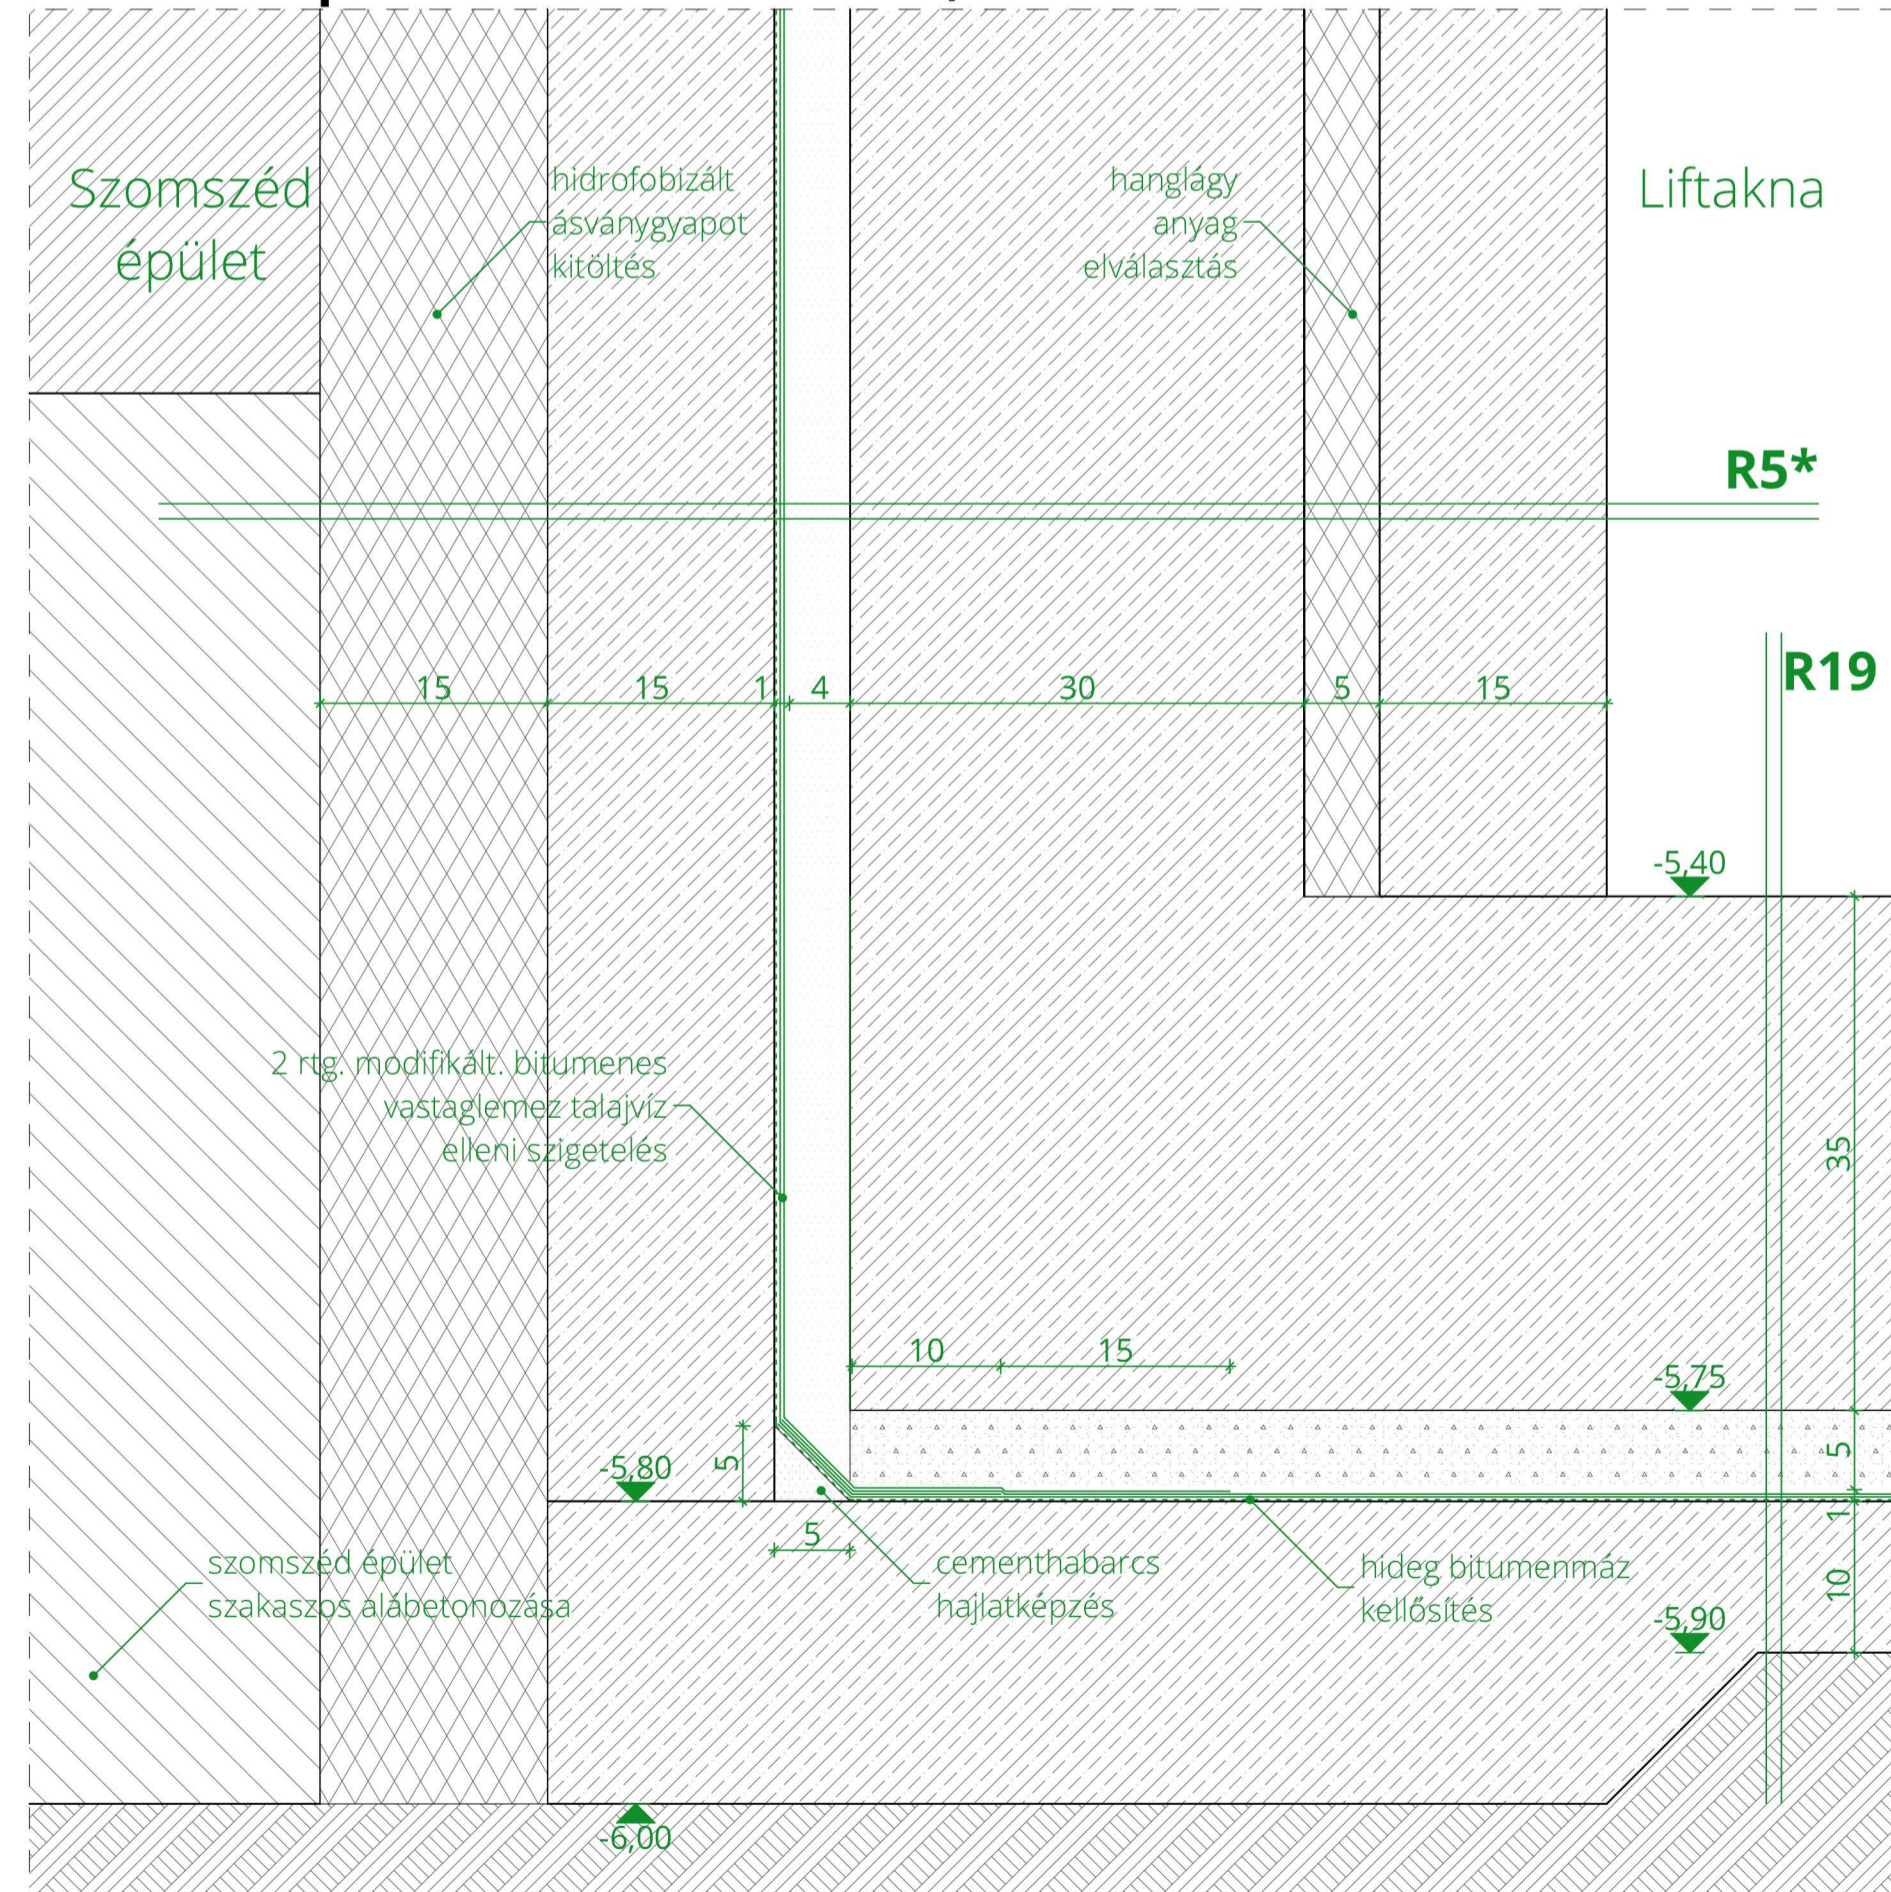 Szomszéd
épület
hidrofobizált
ásványgyapot
kitöltés
hanglágy
anyag
elválasztás
Liftakna
R5*
R19
15
15
1
4
30
5
15
-5,40
2 rtg. modifikált. bitumenes
vastaglemez talajvíz
elleni szigetelés
35
10
15
-5,75
5
5
-5,80
1
5
10
szomszéd épület
szakaszos alábetonozása
cementhabarcs
hajlatképzés
hideg bitumenmáz
kellősítés
-5,90
-6,00